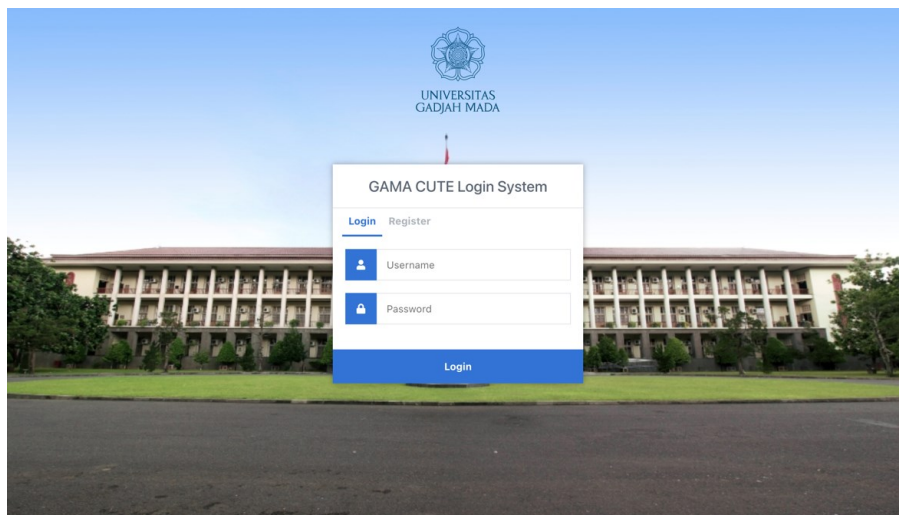 UNIVERSITAS
GADJAH MADA
GAMA CUTE Login System
Login Register
Username
Password
Login